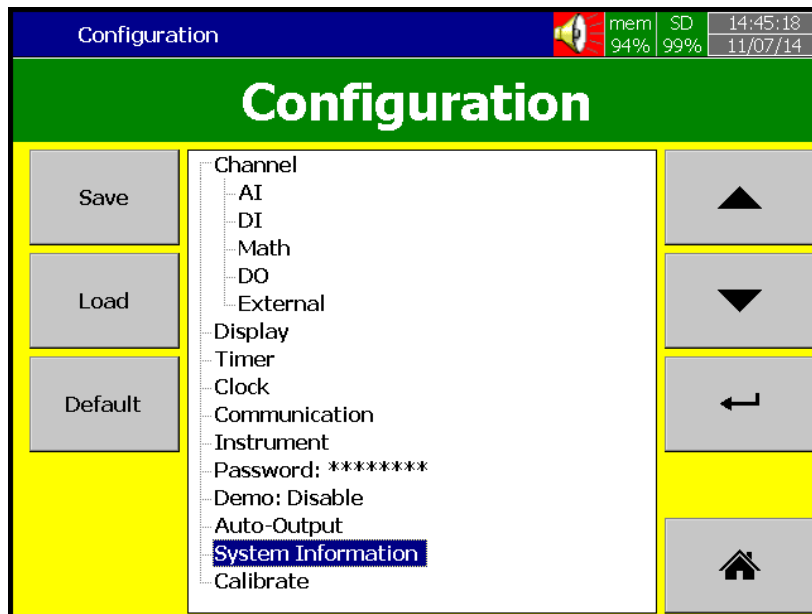 Configuration
mem SD 14:45:18
94% 99% 11/07/14
Configuration
Save
Load
Default
Channel
AI
DI
Math
DO
External
Display
Timer
Clock
Communication
Instrument
Password: ********
Demo: Disable
Auto-Output
System Information
Calibrate